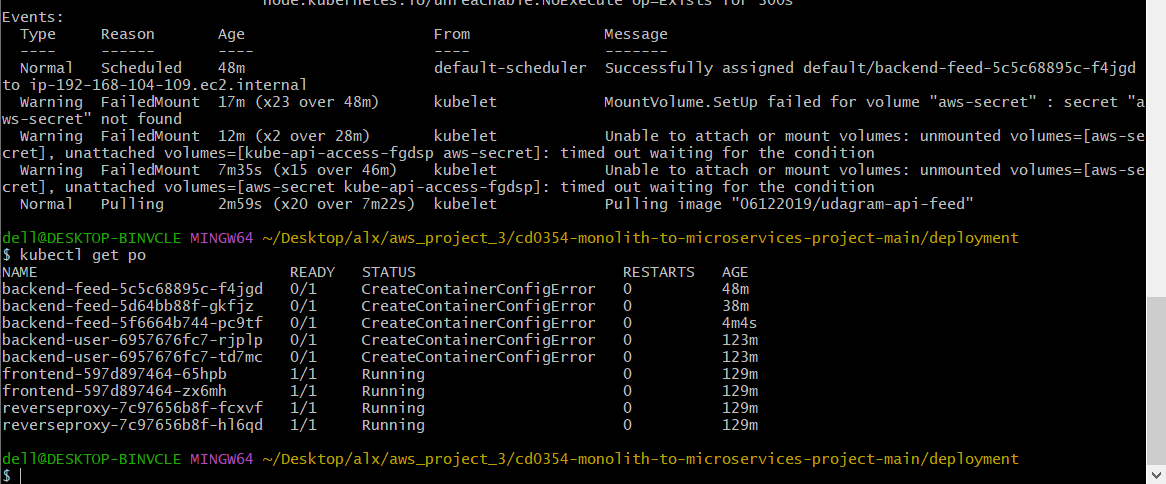 node.kubernetes.io/unreachable:NoExecute op=Exists for 300s
Events:
  Type     Reason       Age                     From               Message
  ----     ------       ----                    ----               -------
  Normal   Scheduled    48m                     default-scheduler  Successfully assigned default/backend-feed-5c5c68895c-f4jgd
to ip-192-168-104-109.ec2.internal
  Warning  FailedMount  17m (x23 over 48m)      kubelet            MountVolume.SetUp failed for volume "aws-secret" : secret "a
ws-secret" not found
  Warning  FailedMount  12m (x2 over 28m)       kubelet            Unable to attach or mount volumes: unmounted volumes=[aws-se
cret], unattached volumes=[kube-api-access-fgdsp aws-secret]: timed out waiting for the condition
  Warning  FailedMount  7m35s (x15 over 46m)    kubelet            Unable to attach or mount volumes: unmounted volumes=[aws-se
cret], unattached volumes=[aws-secret kube-api-access-fgdsp]: timed out waiting for the condition
  Normal   Pulling      2m59s (x20 over 7m22s)  kubelet            Pulling image "06122019/udagram-api-feed"
dell@DESKTOP-BINVCLE MINGW64 ~/Desktop/alx/aws_project_3/cd0354-monolith-to-microservices-project-main/deployment
$ kubectl get po
NAME                            READY   STATUS                       RESTARTS   AGE
backend-feed-5c5c68895c-f4jgd   0/1     CreateContainerConfigError   0          48m
backend-feed-5d64bb88f-gkfjz    0/1     CreateContainerConfigError   0          38m
backend-feed-5f6664b744-pc9tf   0/1     CreateContainerConfigError   0          4m4s
backend-user-6957676fc7-rjplp   0/1     CreateContainerConfigError   0          123m
backend-user-6957676fc7-td7mc   0/1     CreateContainerConfigError   0          123m
frontend-597d897464-65hpb       1/1     Running                      0          129m
frontend-597d897464-zx6mh       1/1     Running                      0          129m
reverseproxy-7c97656b8f-fcxvf   1/1     Running                      0          129m
reverseproxy-7c97656b8f-hl6qd   1/1     Running                      0          129m
dell@DESKTOP-BINVCLE MINGW64 ~/Desktop/alx/aws_project_3/cd0354-monolith-to-microservices-project-main/deployment
$